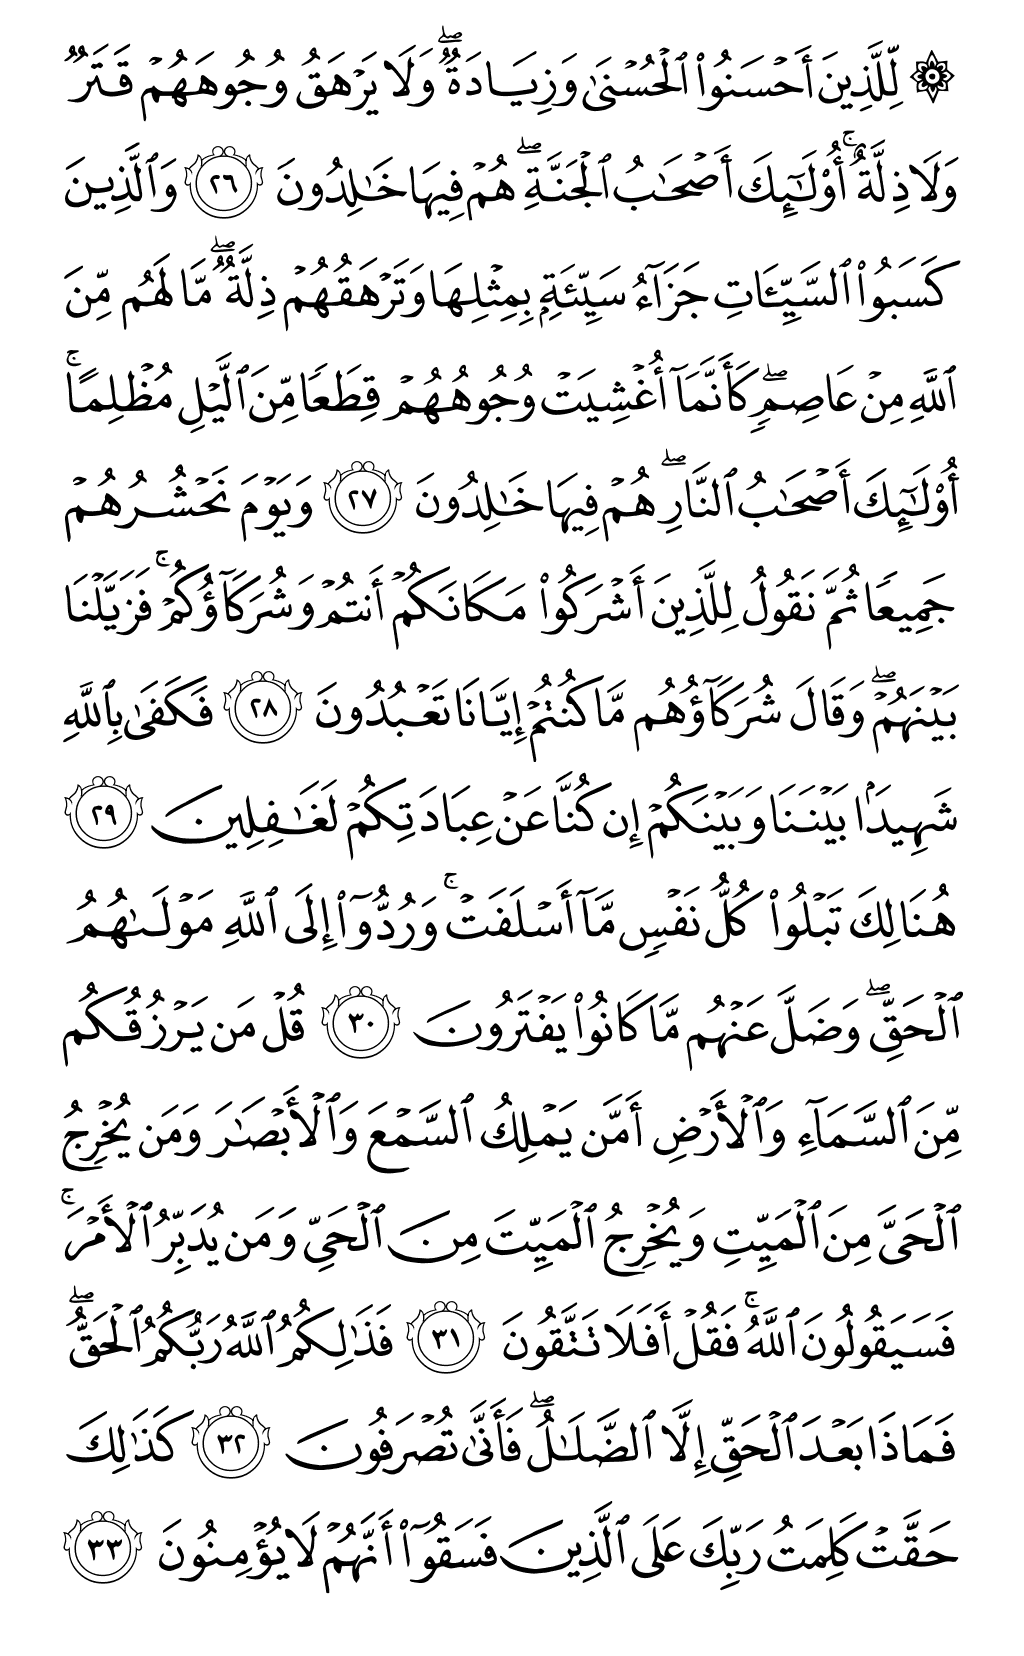 ۞ لِّلَّذِينَ أَحۡسَنُواْ ٱلۡحُسۡنَىٰ وَزِيَادَةٞۖ وَلَا يَرۡهَقُ وُجُوهَهُمۡ قَتَرٞ
وَلَا ذِلَّةٌۚ أُوْلَـٰٓئِكَ أَصۡحَٰبُ ٱلۡجَنَّةِۖ هُمۡ فِيهَا خَٰلِدُونَ ٢٦ وَٱلَّذِينَ
كَسَبُواْ ٱلسَّيِّـَٔاتِ جَزَآءُ سَيِّئَةِۭ بِمِثۡلِهَا وَتَرۡهَقُهُمۡ ذِلَّةٞۖ مَّا لَهُم مِّنَ
ٱللَّهِ مِنۡ عَاصِمٖۖ كَأَنَّمَآ أُغۡشِيَتۡ وُجُوهُهُمۡ قِطَعٗا مِّنَ ٱلَّيۡلِ مُظۡلِمًاۚ
أُوْلَـٰٓئِكَ أَصۡحَٰبُ ٱلنَّارِۖ هُمۡ فِيهَا خَٰلِدُونَ ٢٧ وَيَوۡمَ نَحۡشُرُهُمۡ
جَمِيعٗا ثُمَّ نَقُولُ لِلَّذِينَ أَشۡرَكُواْ مَكَانَكُمۡ أَنتُمۡ وَشُرَكَآؤُكُمۡۚ فَزَيَّلۡنَا
بَيۡنَهُمۡۖ وَقَالَ شُرَكَآؤُهُم مَّا كُنتُمۡ إِيَّانَا تَعۡبُدُونَ ٢٨ فَكَفَىٰ بِٱللَّهِ
شَهِيدَۢا بَيۡنَنَا وَبَيۡنَكُمۡ إِن كُنَّا عَنۡ عِبَادَتِكُمۡ لَغَٰفِلِينَ ٢٩
هُنَالِكَ تَبۡلُواْ كُلُّ نَفۡسٖ مَّآ أَسۡلَفَتۡۚ وَرُدُّوٓاْ إِلَى ٱللَّهِ مَوۡلَىٰهُمُ
ٱلۡحَقِّۖ وَضَلَّ عَنۡهُم مَّا كَانُواْ يَفۡتَرُونَ ٣٠ قُلۡ مَن يَرۡزُقُكُم
مِّنَ ٱلسَّمَآءِ وَٱلۡأَرۡضِ أَمَّن يَمۡلِكُ ٱلسَّمۡعَ وَٱلۡأَبۡصَٰرَ وَمَن يُخۡرِجُ
ٱلۡحَيَّ مِنَ ٱلۡمَيِّتِ وَيُخۡرِجُ ٱلۡمَيِّتَ مِنَ ٱلۡحَيِّ وَمَن يُدَبِّرُ ٱلۡأَمۡرَۚ
فَسَيَقُولُونَ ٱللَّهُۚ فَقُلۡ أَفَلَا تَتَّقُونَ ٣١ فَذَٰلِكُمُ ٱللَّهُ رَبُّكُمُ ٱلۡحَقُّۖ
فَمَاذَا بَعۡدَ ٱلۡحَقِّ إِلَّا ٱلضَّلَٰلُۖ فَأَنَّىٰ تُصۡرَفُونَ ٣٢ كَذَٰلِكَ
حَقَّتۡ كَلِمَتُ رَبِّكَ عَلَى ٱلَّذِينَ فَسَقُوٓاْ أَنَّهُمۡ لَا يُؤۡمِنُونَ ٣٣